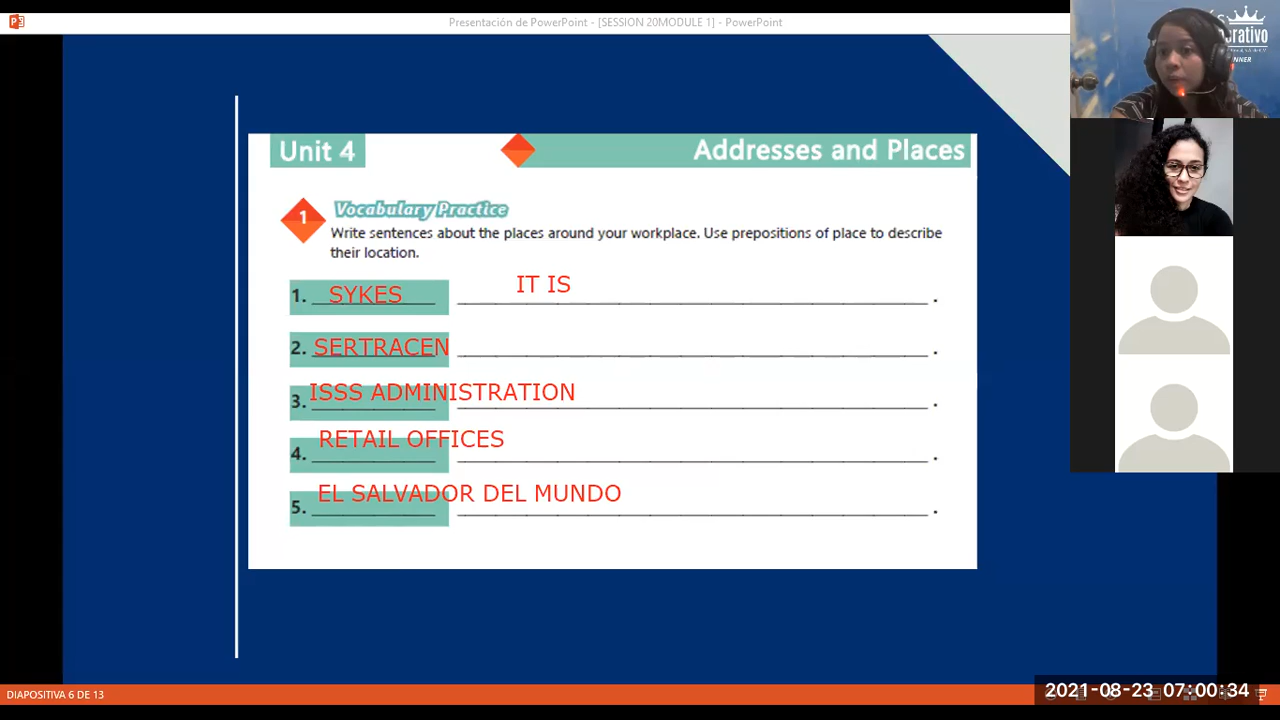 Presentación de PowerPoint - [SESSION 20MODULE 1] - PowerPoint
NNER
Unit 4
Addresses and Places
1
Vocabulary Practice
Write sentences about the places around your workplace. Use prepositions of place to describe
their location.
1. SYKES IT IS .
2. SERTRACEN .
3. ISSS ADMINISTRATION .
4. RETAIL OFFICES .
5. EL SALVADOR DEL MUNDO .
DIAPOSITIVA 6 DE 13
2021-08-23 07:00:34